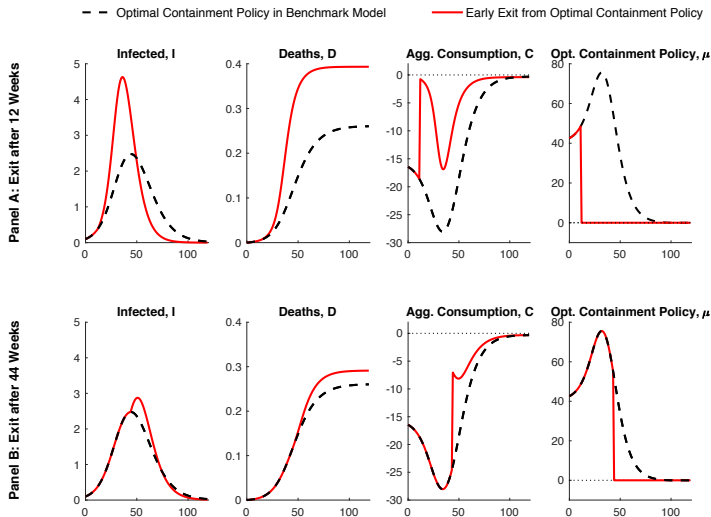 Optimal Containment Policy in Benchmark Model Early Exit from Optimal Containment Policy
Panel A: Exit after 12 Weeks
Infected, I
5
4
3
2
1
0
0 50 100
Deaths, D
0.4
0.3
0.2
0.1
0
0 50 100
Agg. Consumption, C
0
-5
-10
-15
-20
-25
-30
0 50 100
Opt. Containment Policy, μ
80
60
40
20
0
0 50 100
Panel B: Exit after 44 Weeks
Infected, I
5
4
3
2
1
0
0 50 100
Deaths, D
0.4
0.3
0.2
0.1
0
0 50 100
Agg. Consumption, C
0
-5
-10
-15
-20
-25
-30
0 50 100
Opt. Containment Policy, μ
80
60
40
20
0
0 50 100